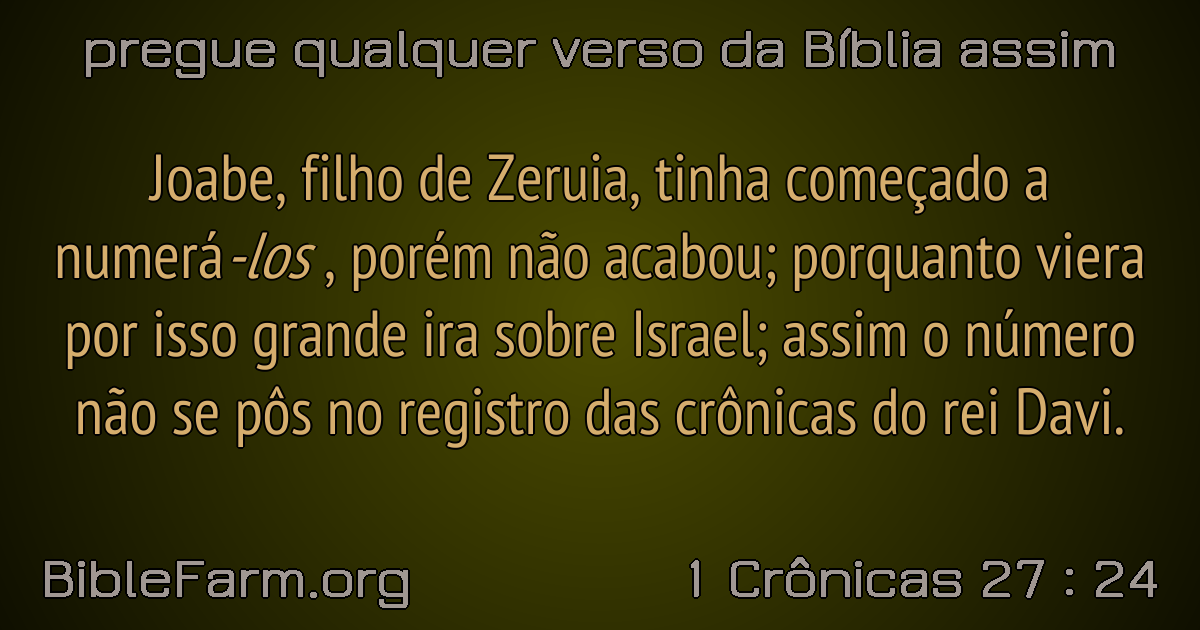 pregue qualquer verso da Bíblia assim
Joabe, filho de Zeruia, tinha começado a
numerá-los , porém não acabou; porquanto viera
por isso grande ira sobre Israel; assim o número
não se pôs no registro das crônicas do rei Davi.
BibleFarm.org
1 Crônicas 27 : 24